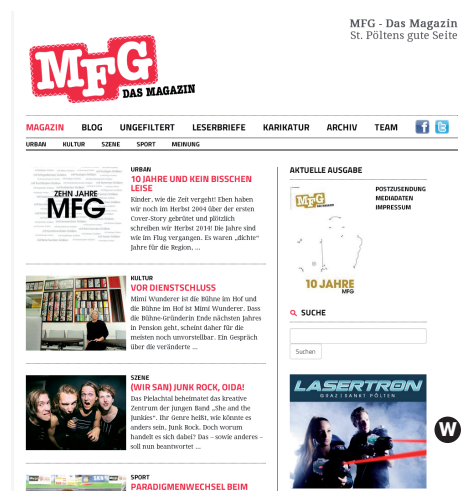 MFG - Das Magazin
St. Pöltens gute Seite
MFG
DAS MAGAZIN
MAGAZIN BLOG UNGEFILTERT LESERBRIEFE KARIKATUR ARCHIV TEAM
URBAN KULTUR SZENE SPORT MEINUNG
ZEHN JAHRE
MFG
URBAN
10 JAHRE UND KEIN BISSCHEN
LEISE
Kinder, wie die Zeit vergeht! Eben haben
wir noch im Herbst 2004 über der ersten
Cover-Story gebrütet und plötzlich
schreiben wir Herbst 2014! Die Jahre sind
wie im Flug vergangen. Es waren „dichte"
Jahre für die Region, ...
KULTUR
VOR DIENSTSCHLUSS
Mimi Wunderer ist die Bühne im Hof und
die Bühne im Hof ist Mimi Wunderer. Dass
die Bühne-Gründerin Ende nächsten Jahres
in Pension geht, scheint daher für die
meisten noch unvorstellbar. Ein Gespräch
über die veränderte ...
SZENE
(WIR SAN) JUNK ROCK, OIDA!
Das Pielachtal beheimatet das kreative
Zentrum der jungen Band „She and the
Junkies". Ihr Genre heißt, wie könnte es
anders sein, Junk Rock. Doch worum
handelt es sich dabei? Das – sowie anderes –
soll nun beantwortet ...
SPORT
PARADIGMENWECHSEL BEIM
AKTUELLE AUSGABE
MFG
10 JAHRE
MFG
POSTZUSENDUNG
MEDIADATEN
IMPRESSUM
SUCHE
Suchen
LASERTRON
GRAZ | SANKT PÖLTEN
W